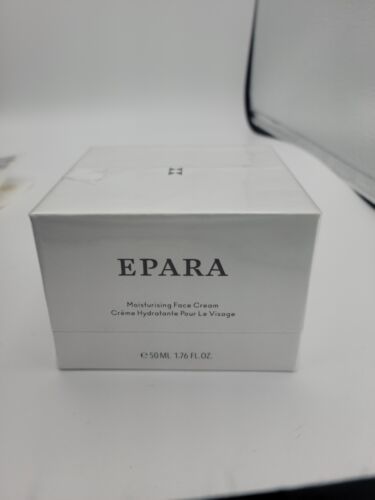 EPARA
Moisturising Face Cream
Crème Hydratante Pour Le Visage
℮ 50 ML 1.76 FL.OZ.